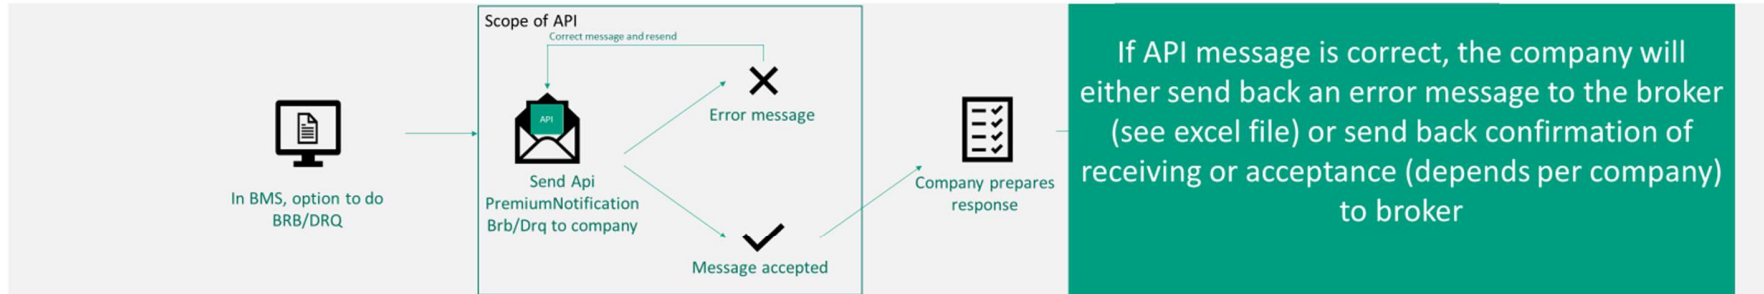 Scope of API
Correct message and resend
API
Error message
In BMS, option to do
BRB/DRQ
Send Api
PremiumNotification
Brb/Drq to company
Message accepted
Company prepares
response
If API message is correct, the company will
either send back an error message to the broker
(see excel file) or send back confirmation of
receiving or acceptance (depends per company)
to broker